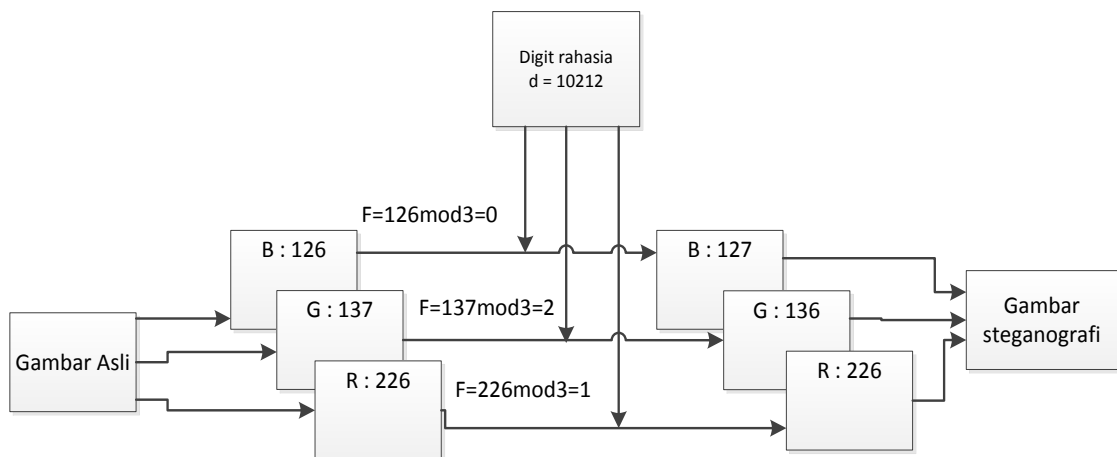 Digit rahasia
d = 10212
F=126mod3=0
B : 126
B : 127
G : 137
F=137mod3=2
G : 136
Gambar Asli
Gambar
steganografi
R : 226
F=226mod3=1
R : 226